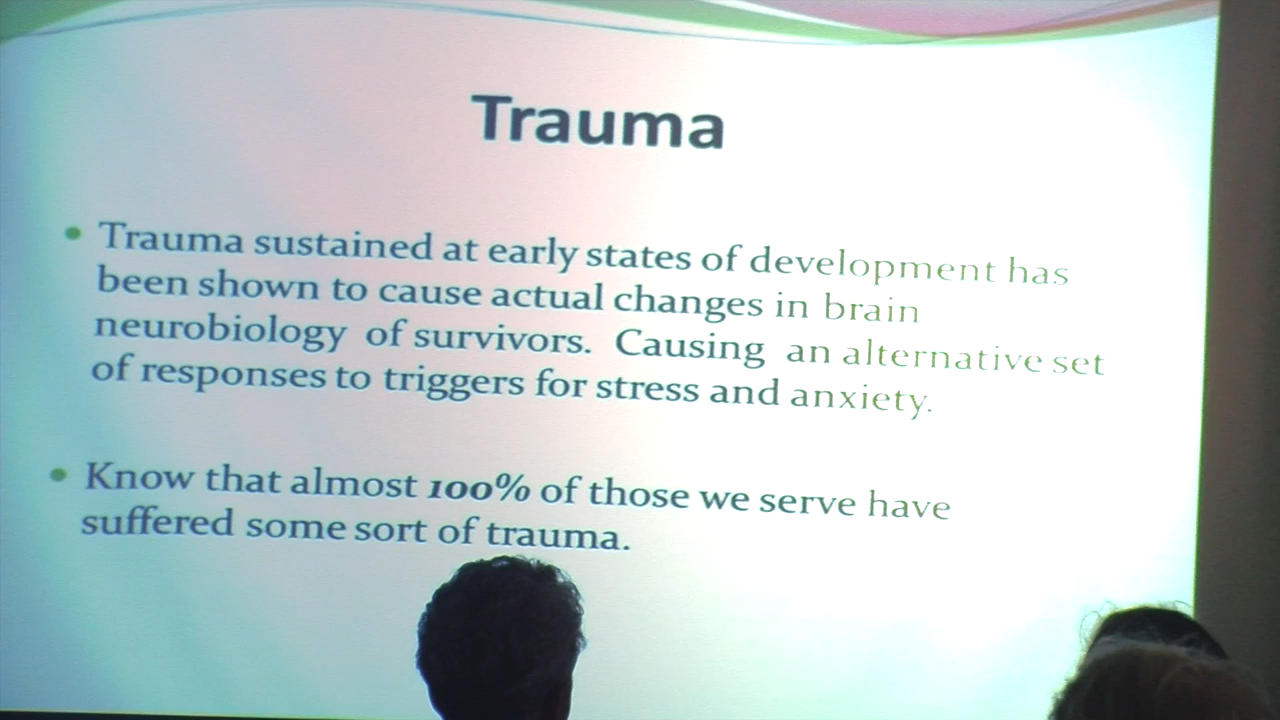 Trauma
• Trauma sustained at early states of development has
been shown to cause actual changes in brain
neurobiology of survivors. Causing an alternative set
of responses to triggers for stress and anxiety.
• Know that almost 100% of those we serve have
suffered some sort of trauma.